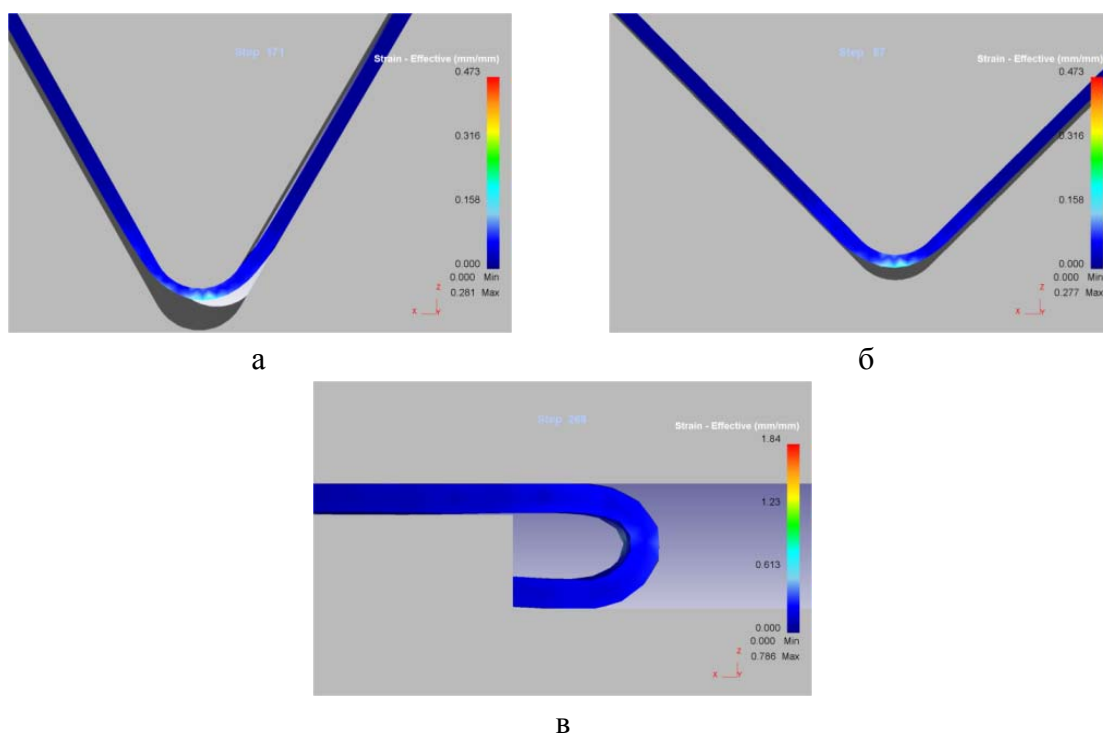 Step 171
Strain - Effective (mm/mm)
0.473
0.316
0.158
0.000
0.000 Min
0.281 Max
Z
X Y
а
Step 87
Strain - Effective (mm/mm)
0.473
0.316
0.158
0.000
0.000 Min
0.277 Max
Z
X Y
б
Strain - Effective (mm/mm)
1.84
1.23
0.613
0.000
0.000 Min
0.786 Max
Z
X Y
в